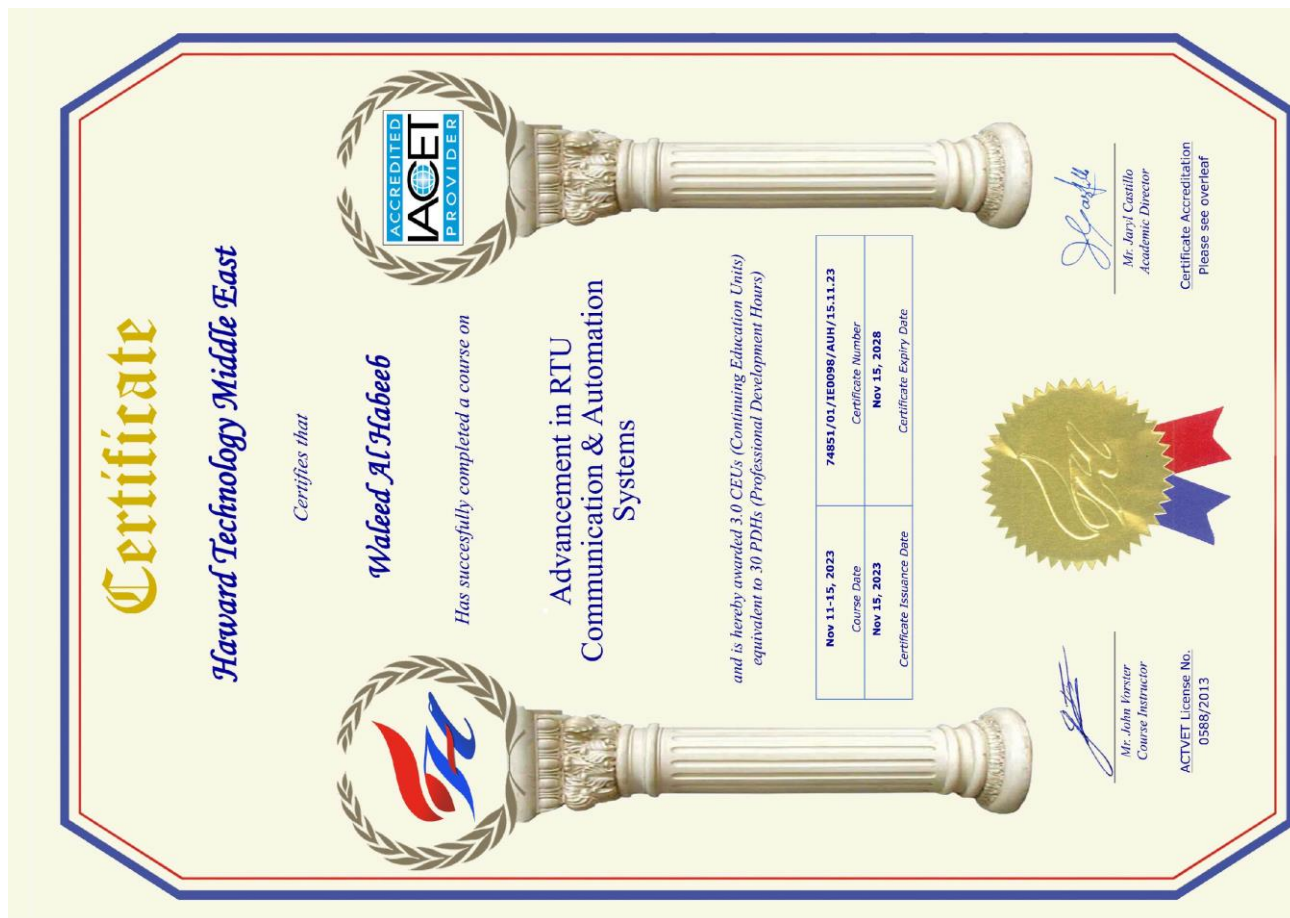 Certificate
Haward Technology Middle East
Certifies that
Waleed Al Habeeb
Has succesfully completed a course on
Advancement in RTU
Communication & Automation
Systems
and is hereby awarded 3.0 CEUs (Continuing Education Units)
equivalent to 30 PDHs (Professional Development Hours)
Nov 11-15, 2023 74851/01/IE0098/AUH/15.11.23
Course Date Certificate Number
Nov 15, 2023 Nov 15, 2028
Certificate Issuance Date Certificate Expiry Date
ACCREDITED
IACET
PROVIDER
Mr. John Vorster
Course Instructor
ACTVET License No.
0588/2013
Mr. Jaryl Castillo
Academic Director
Certificate Accreditation
Please see overleaf